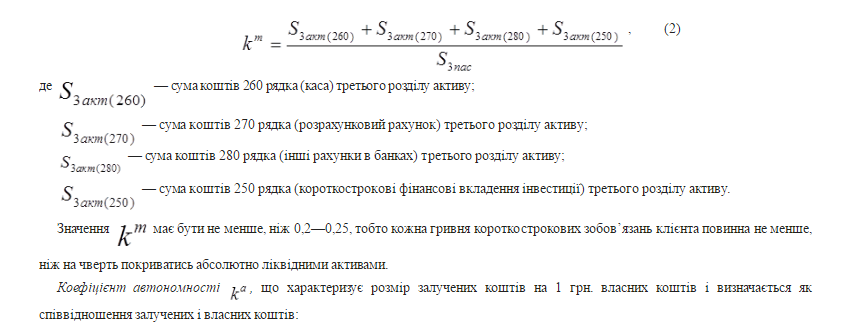 k^m = (S_{3акт(260)} + S_{3акт(270)} + S_{3акт(280)} + S_{3акт(250)}) / S_{3пас} , (2)
де S_{3акт(260)} — сума коштів 260 рядка (каса) третього розділу активу;
S_{3акт(270)} — сума коштів 270 рядка (розрахунковий рахунок) третього розділу активу;
S_{3акт(280)} — сума коштів 280 рядка (інші рахунки в банках) третього розділу активу;
S_{3акт(250)} — сума коштів 250 рядка (короткострокові фінансові вкладення інвестиції) третього розділу активу.
Значення k^m має бути не менше, ніж 0,2—0,25, тобто кожна гривня короткострокових зобов’язань клієнта повинна не менше,
ніж на чверть покриватись абсолютно ліквідними активами.
Коефіцієнт автономності k^a, що характеризує розмір залучених коштів на 1 грн. власних коштів і визначається як
співвідношення залучених і власних коштів: